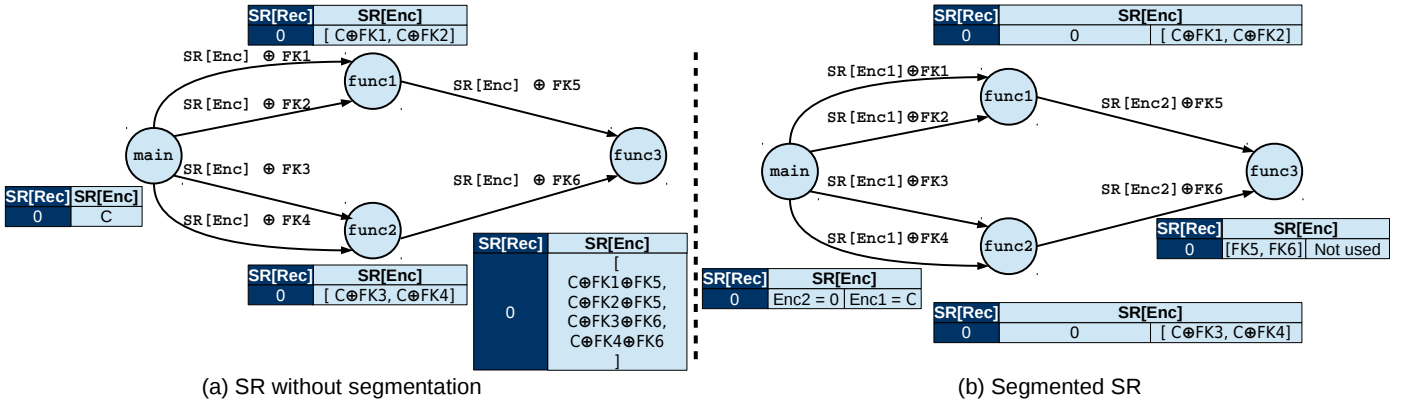 SR[Rec] SR[Enc]
0 [ C⊕FK1, C⊕FK2]
SR[Enc] ⊕ FK1
func1
SR[Enc] ⊕ FK5
SR[Enc] ⊕ FK2
main
func3
SR[Enc] ⊕ FK3
SR[Enc] ⊕ FK6
SR[Rec] SR[Enc]
0 C
SR[Enc] ⊕ FK4
func2
SR[Rec] SR[Enc]
0 [ C⊕FK3, C⊕FK4]
SR[Rec] SR[Enc]
0
[
C⊕FK1⊕FK5,
C⊕FK2⊕FK5,
C⊕FK3⊕FK6,
C⊕FK4⊕FK6
]
(a) SR without segmentation
SR[Rec] SR[Enc]
0 0 [ C⊕FK1, C⊕FK2]
SR[Enc1]⊕FK1
func1
SR[Enc2]⊕FK5
SR[Enc1]⊕FK2
main
func3
SR[Enc1]⊕FK3
SR[Enc2]⊕FK6
SR[Enc1]⊕FK4
func2
SR[Rec] SR[Enc]
0 [FK5, FK6] Not used
SR[Rec] SR[Enc]
0 Enc2 = 0 Enc1 = C
SR[Rec] SR[Enc]
0 0 [ C⊕FK3, C⊕FK4]
(b) Segmented SR